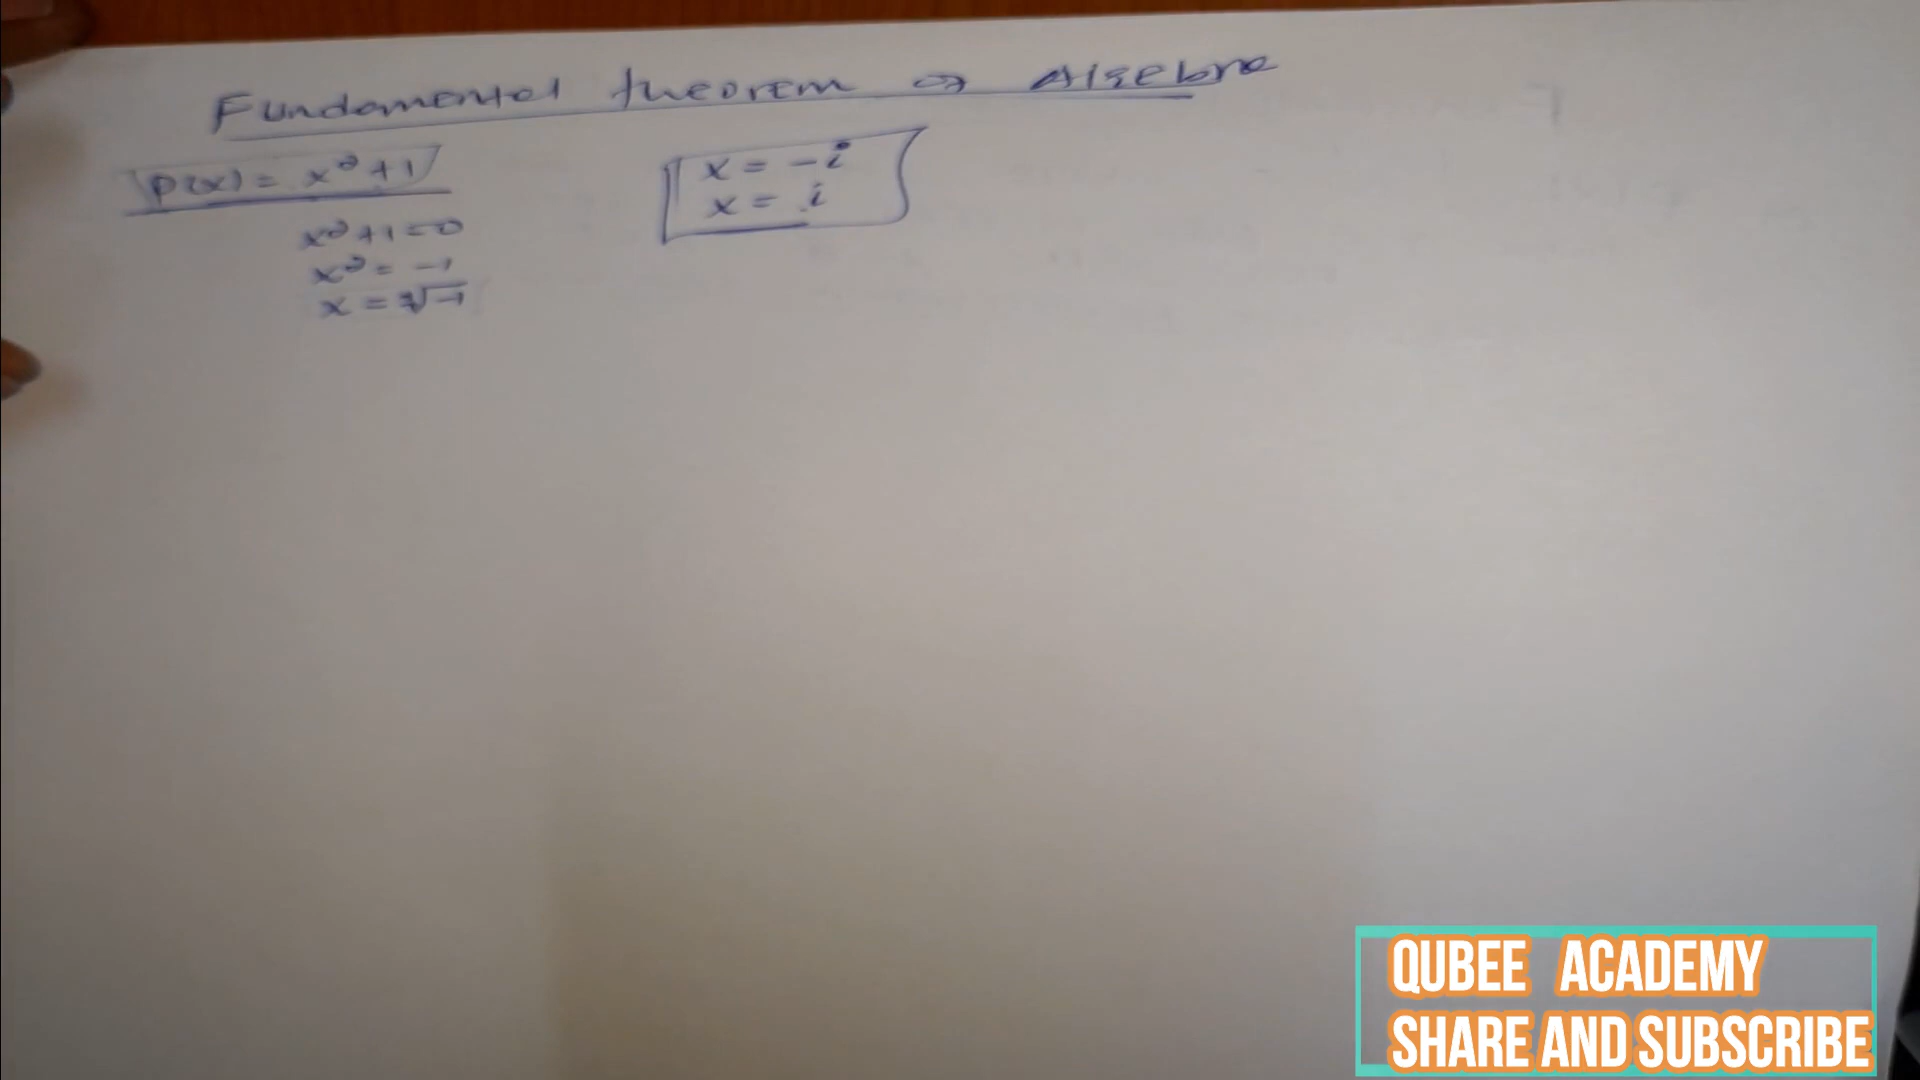 Fundamental theorem of Algebra
P(x) = x² + 1
x² + 1 = 0
x² = -1
x = ±√-1
x = -i
x = i
QUBEE ACADEMY
SHARE AND SUBSCRIBE